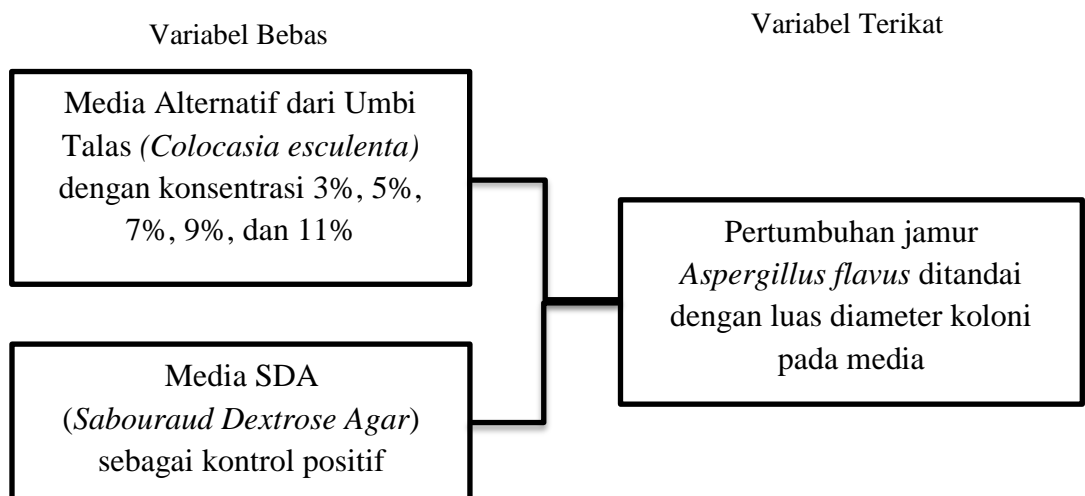 Variabel Bebas
Variabel Terikat
Media Alternatif dari Umbi
Talas (Colocasia esculenta)
dengan konsentrasi 3%, 5%,
7%, 9%, dan 11%
Media SDA
(Sabouraud Dextrose Agar)
sebagai kontrol positif
Pertumbuhan jamur
Aspergillus flavus ditandai
dengan luas diameter koloni
pada media